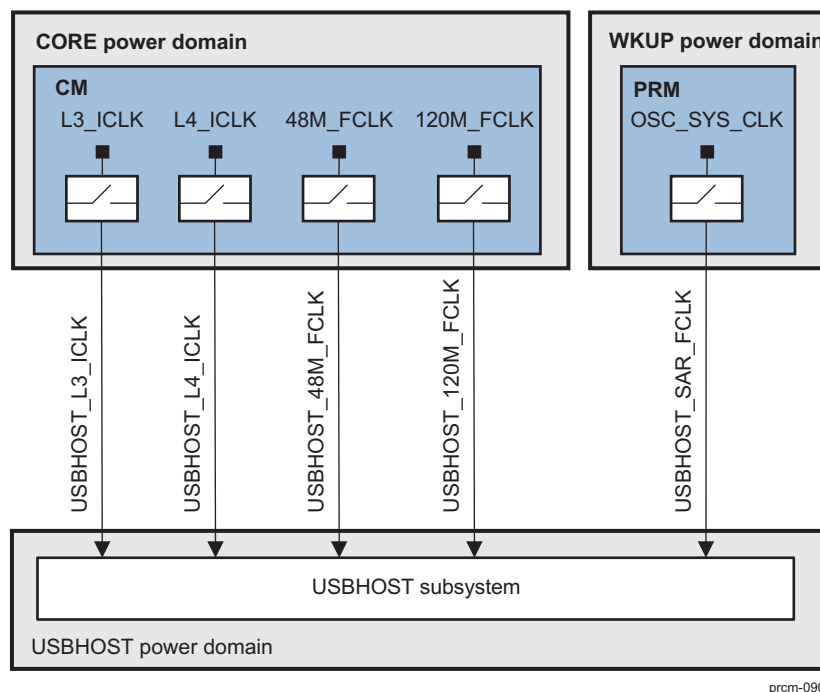 CORE power domain
WKUP power domain
CM
PRM
L3_ICLK
L4_ICLK
48M_FCLK
120M_FCLK
OSC_SYS_CLK
USBHOST_L3_ICLK
USBHOST_L4_ICLK
USBHOST_48M_FCLK
USBHOST_120M_FCLK
USBHOST_SAR_FCLK
USBHOST subsystem
USBHOST power domain
prcm-090